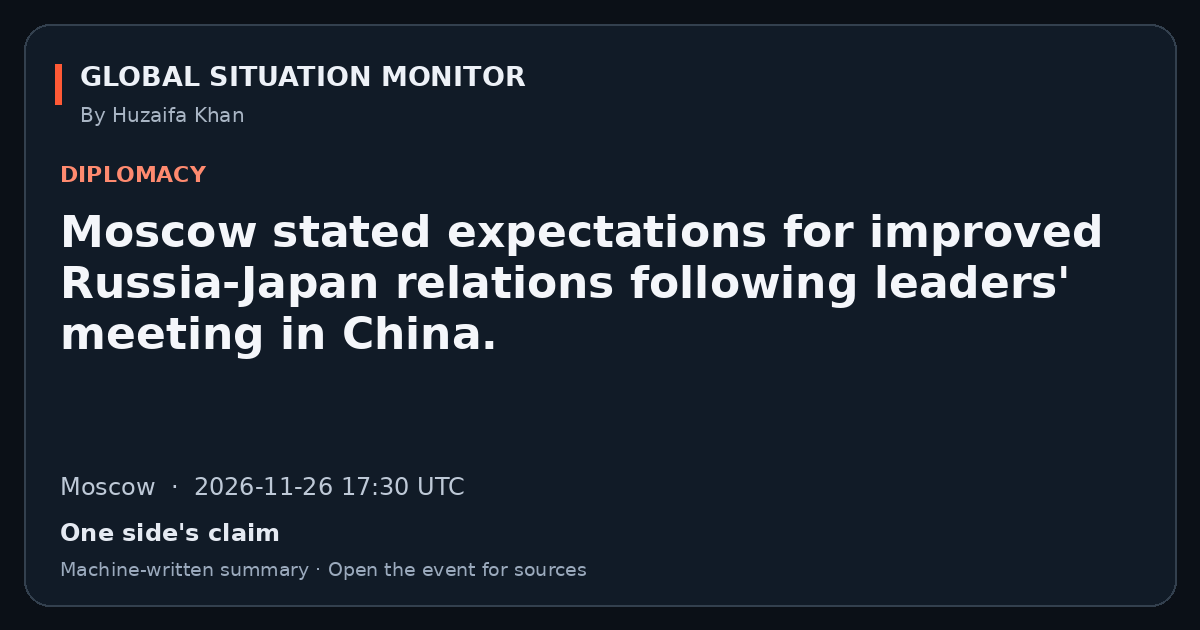 GLOBAL SITUATION MONITOR
By Huzaifa Khan
DIPLOMACY
Moscow stated expectations for improved
Russia-Japan relations following leaders'
meeting in China.
Moscow · 2026-11-26 17:30 UTC
One side's claim
Machine-written summary · Open the event for sources